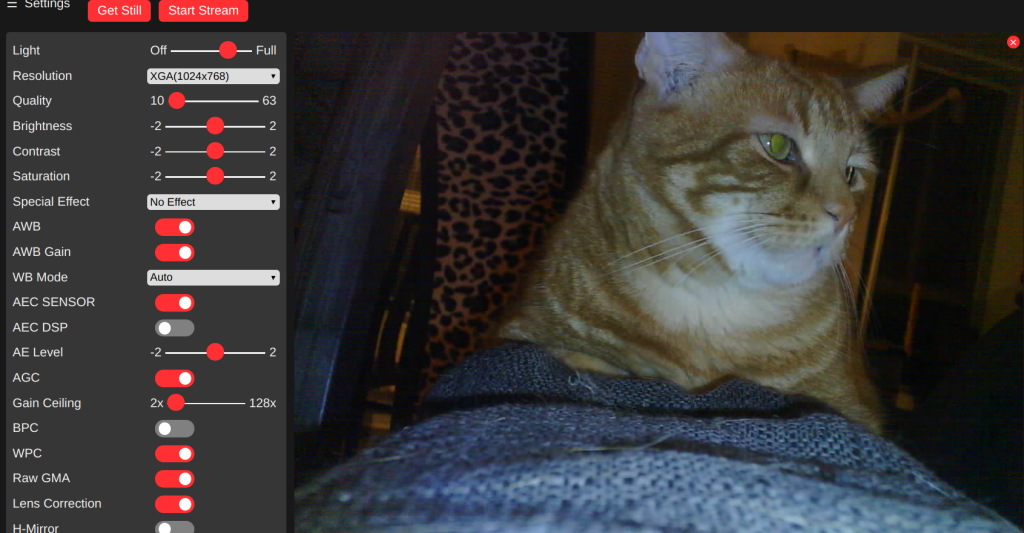 ☰ Settings Get Still Start Stream
Light Off Full
Resolution XGA(1024x768)
Quality 10 63
Brightness -2 2
Contrast -2 2
Saturation -2 2
Special Effect No Effect
AWB
AWB Gain
WB Mode Auto
AEC SENSOR
AEC DSP
AE Level -2 2
AGC
Gain Ceiling 2x 128x
BPC
WPC
Raw GMA
Lens Correction
H-Mirror